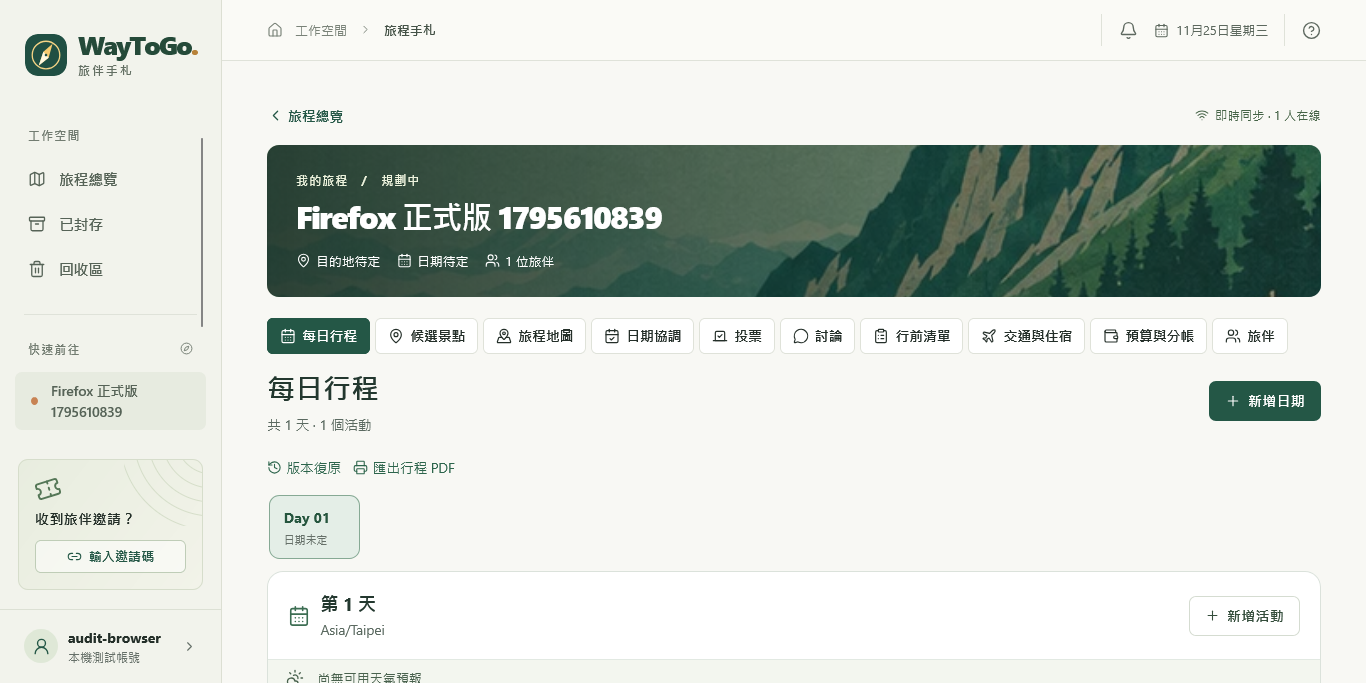 WayToGo.
旅伴手札
工作空間
旅程總覽
已封存
回收區
快速前往
Firefox 正式版
1795610839
收到旅伴邀請？
輸入邀請碼
audit-browser
本機測試帳號
工作空間
旅程手札
11月25日星期三
旅程總覽
即時同步 · 1 人在線
我的旅程 / 規劃中
Firefox 正式版 1795610839
目的地待定 日期待定 1 位旅伴
每日行程 候選景點 旅程地圖 日期協調 投票 討論 行前清單 交通與住宿 預算與分帳 旅伴
每日行程
共 1 天 · 1 個活動
新增日期
版本復原 匯出行程 PDF
Day 01
日期未定
第 1 天
Asia/Taipei
新增活動
尚無可用天氣預報